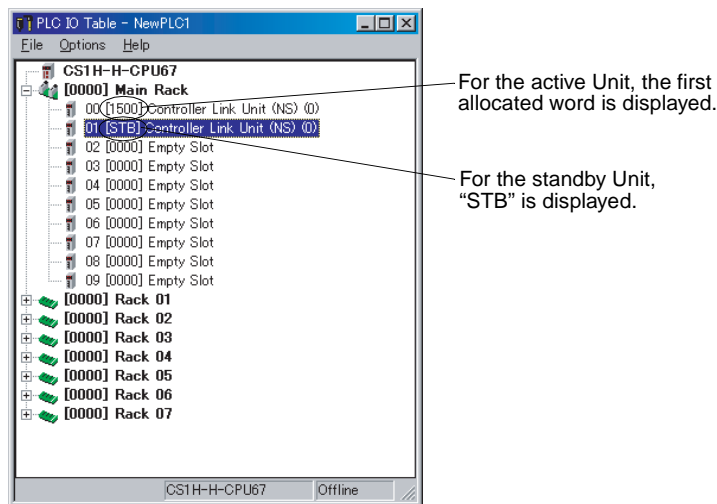 PLC IO Table - NewPLC1
File Options Help
CS1H-H-CPU67
[0000] Main Rack
00 [1500] Controller Link Unit (NS) (0)
01 [STB] Controller Link Unit (NS) (0)
02 [0000] Empty Slot
03 [0000] Empty Slot
04 [0000] Empty Slot
05 [0000] Empty Slot
06 [0000] Empty Slot
07 [0000] Empty Slot
08 [0000] Empty Slot
09 [0000] Empty Slot
[0000] Rack 01
[0000] Rack 02
[0000] Rack 03
[0000] Rack 04
[0000] Rack 05
[0000] Rack 06
[0000] Rack 07
CS1H-H-CPU67 Offline
For the active Unit, the first
allocated word is displayed.
For the standby Unit,
“STB” is displayed.